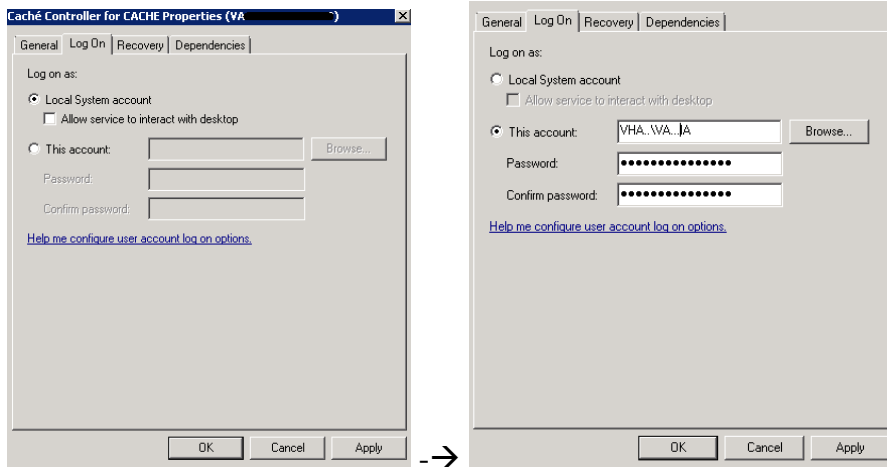 Caché Controller for CACHE Properties (VA )
General Log On Recovery Dependencies
Log on as:
Local System account
Allow service to interact with desktop
This account: Browse...
Password:
Confirm password:
Help me configure user account log on options.
OK Cancel Apply
-→
General Log On Recovery Dependencies
Log on as:
Local System account
Allow service to interact with desktop
This account: VHA..\VA...IA Browse...
Password: •••••••••••••••
Confirm password: •••••••••••••••
Help me configure user account log on options.
OK Cancel Apply